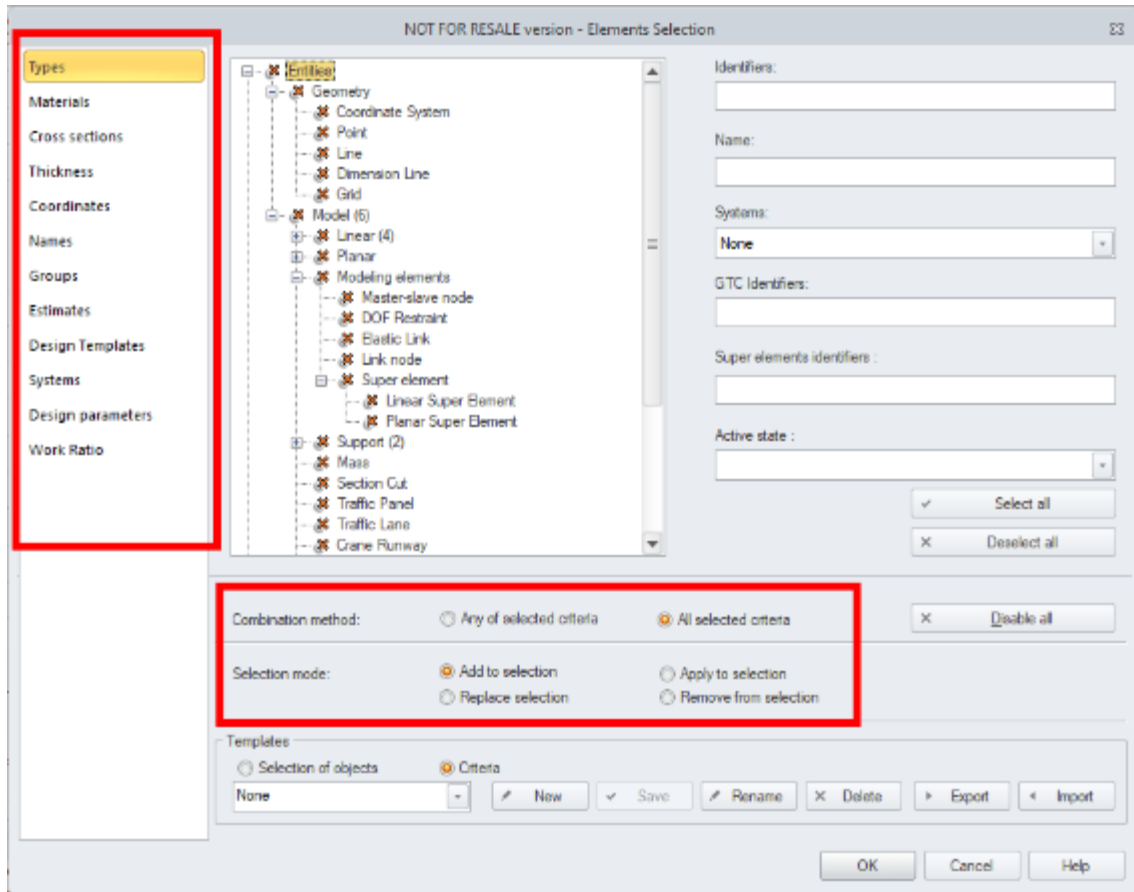 NOT FOR RESALE version - Elements Selection
Types
Materials
Cross sections
Thickness
Coordinates
Names
Groups
Estimates
Design Templates
Systems
Design parameters
Work Ratio
Entities
Geometry
Coordinate System
Point
Line
Dimension Line
Grid
Model (6)
Linear (4)
Planar
Modeling elements
Master-slave node
DOF Restraint
Elastic Link
Link node
Super element
Linear Super Element
Planar Super Element
Support (2)
Mass
Section Cut
Traffic Panel
Traffic Lane
Crane Runway
Identifiers:
Name:
Systems:
None
GTC Identifiers:
Super elements identifiers :
Active state :
Select all
Deselect all
Combination method: Any of selected criteria All selected criteria Disable all
Selection mode: Add to selection Apply to selection
Replace selection Remove from selection
Templates
Selection of objects Criteria
None New Save Rename Delete Export Import
OK Cancel Help